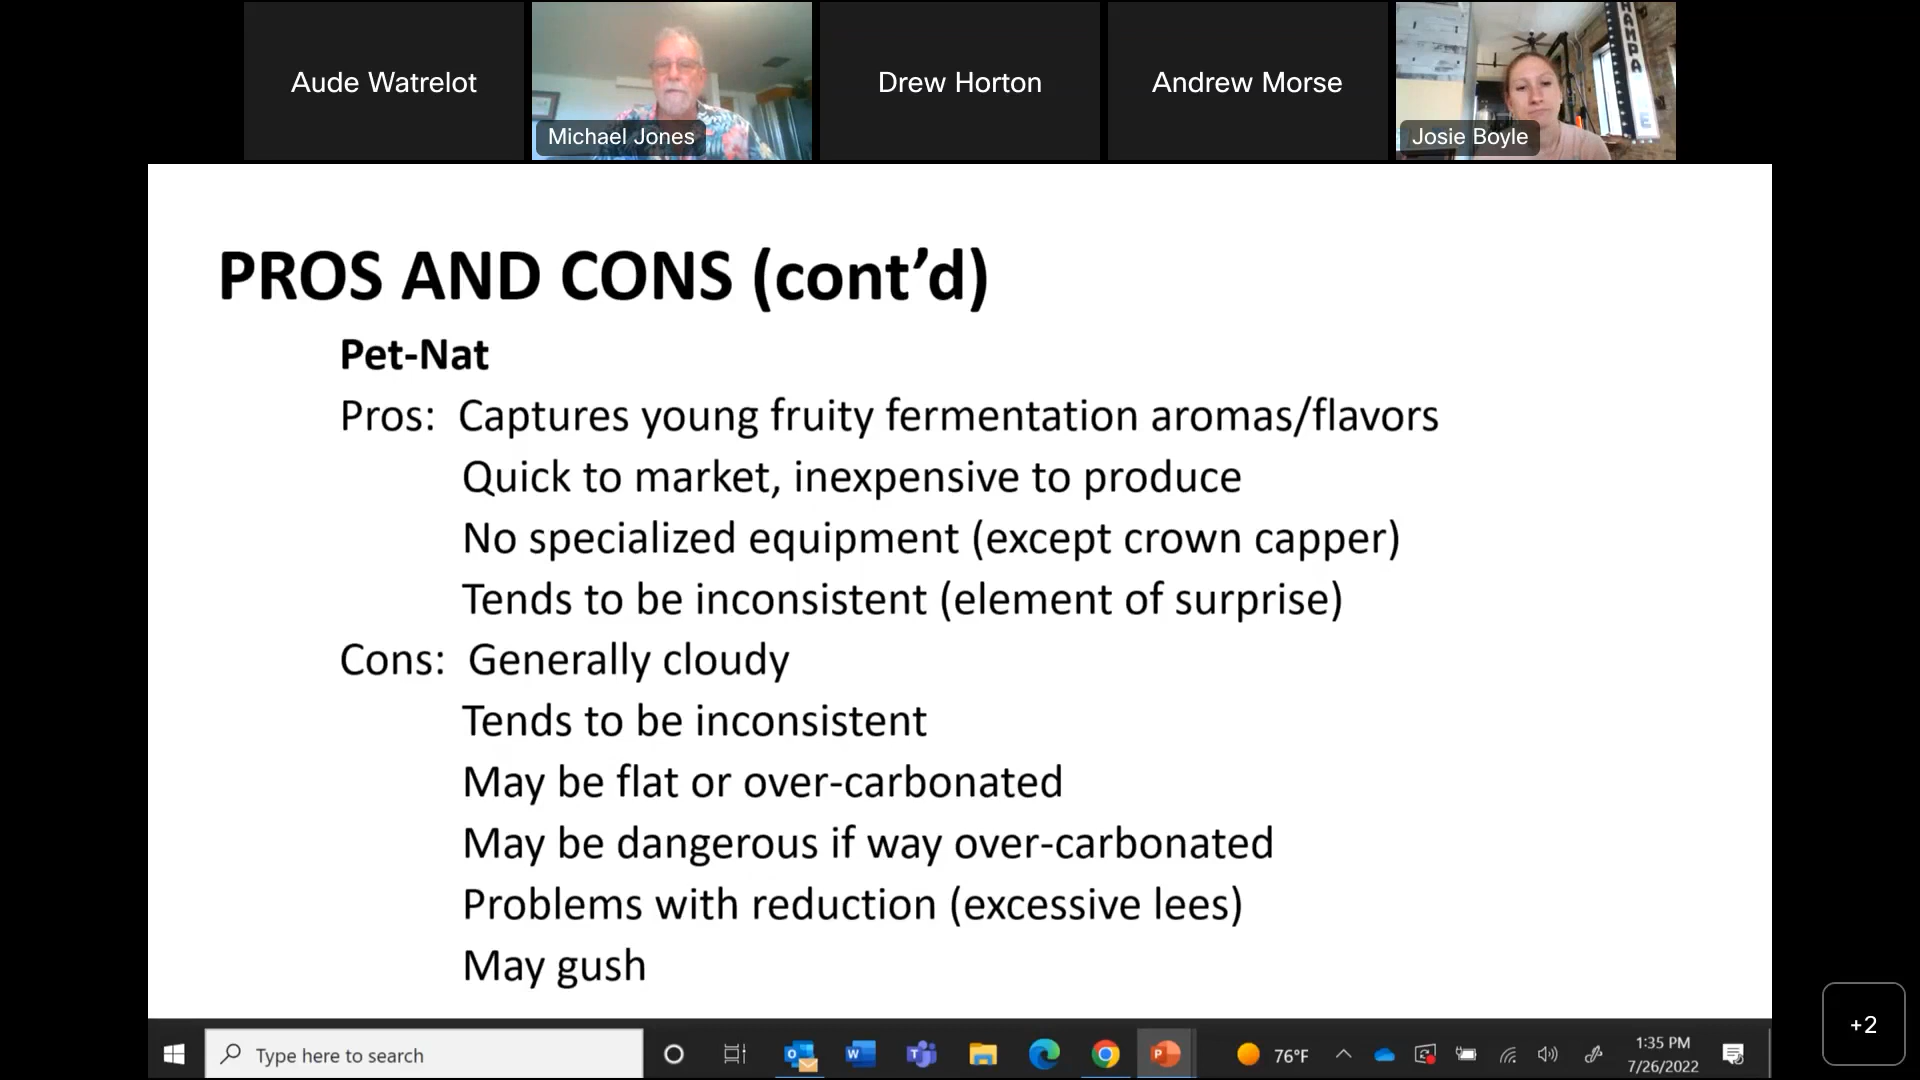 Aude Watrelot
Michael Jones
Drew Horton
Andrew Morse
HAMPA
E
Josie Boyle
PROS AND CONS (cont’d)
Pet-Nat
Pros: Captures young fruity fermentation aromas/flavors
Quick to market, inexpensive to produce
No specialized equipment (except crown capper)
Tends to be inconsistent (element of surprise)
Cons: Generally cloudy
Tends to be inconsistent
May be flat or over-carbonated
May be dangerous if way over-carbonated
Problems with reduction (excessive lees)
May gush
+2
Type here to search
76°F
1:35 PM
7/26/2022